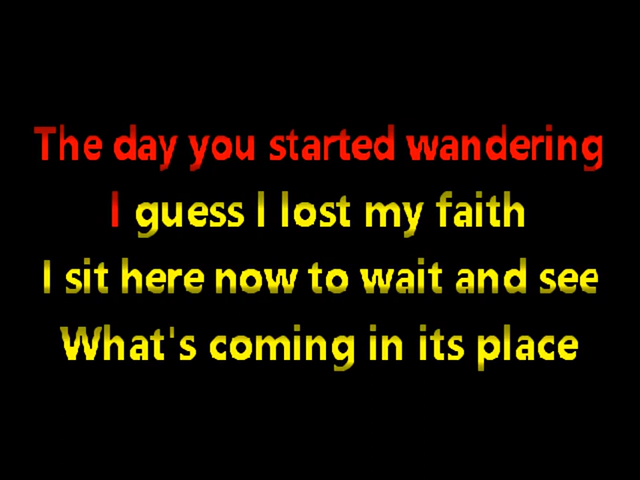 The day you started wandering
I guess I lost my faith
I sit here now to wait and see
What's coming in its place